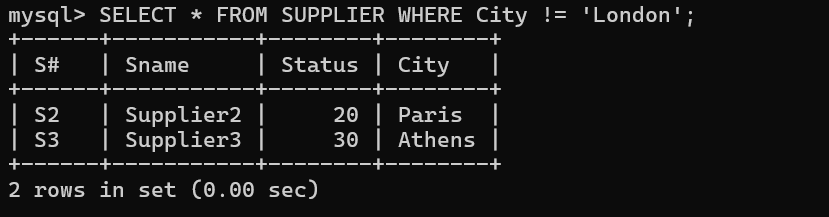 mysql> SELECT * FROM SUPPLIER WHERE City != 'London';
+------+-----------+--------+--------+
| S#   | Sname     | Status | City   |
+------+-----------+--------+--------+
| S2   | Supplier2 |     20 | Paris  |
| S3   | Supplier3 |     30 | Athens |
+------+-----------+--------+--------+
2 rows in set (0.00 sec)